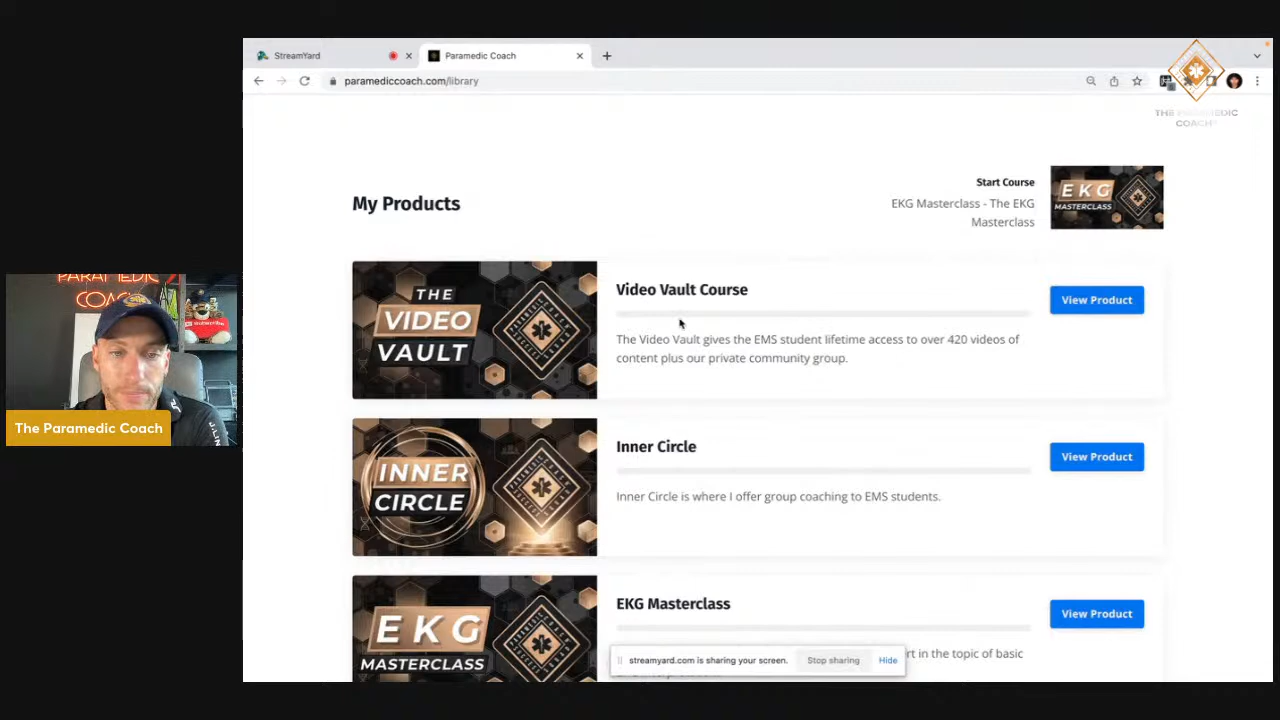 StreamYard
Paramedic Coach
paramediccoach.com/library
THE PARAMEDIC
COACH
My Products
Start Course
EKG Masterclass - The EKG
Masterclass
EKG
MASTERCLASS
THE
VIDEO
VAULT
Video Vault Course
View Product
The Video Vault gives the EMS student lifetime access to over 420 videos of
content plus our private community group.
INNER
CIRCLE
Inner Circle
View Product
Inner Circle is where I offer group coaching to EMS students.
EKG
MASTERCLASS
EKG Masterclass
View Product
rt in the topic of basic
streamyard.com is sharing your screen.
Stop sharing
Hide
PARAMEDIC
COACH
The Paramedic Coach